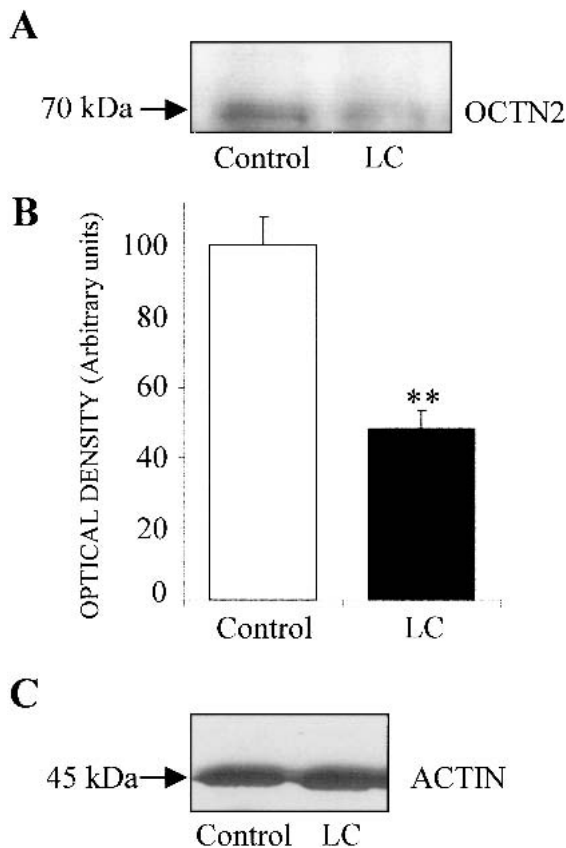 A
70 kDa
OCTN2
Control LC
B
OPTICAL DENSITY (Arbitrary units)
100
80
60
40
20
0
**
Control LC
C
45 kDa
ACTIN
Control LC